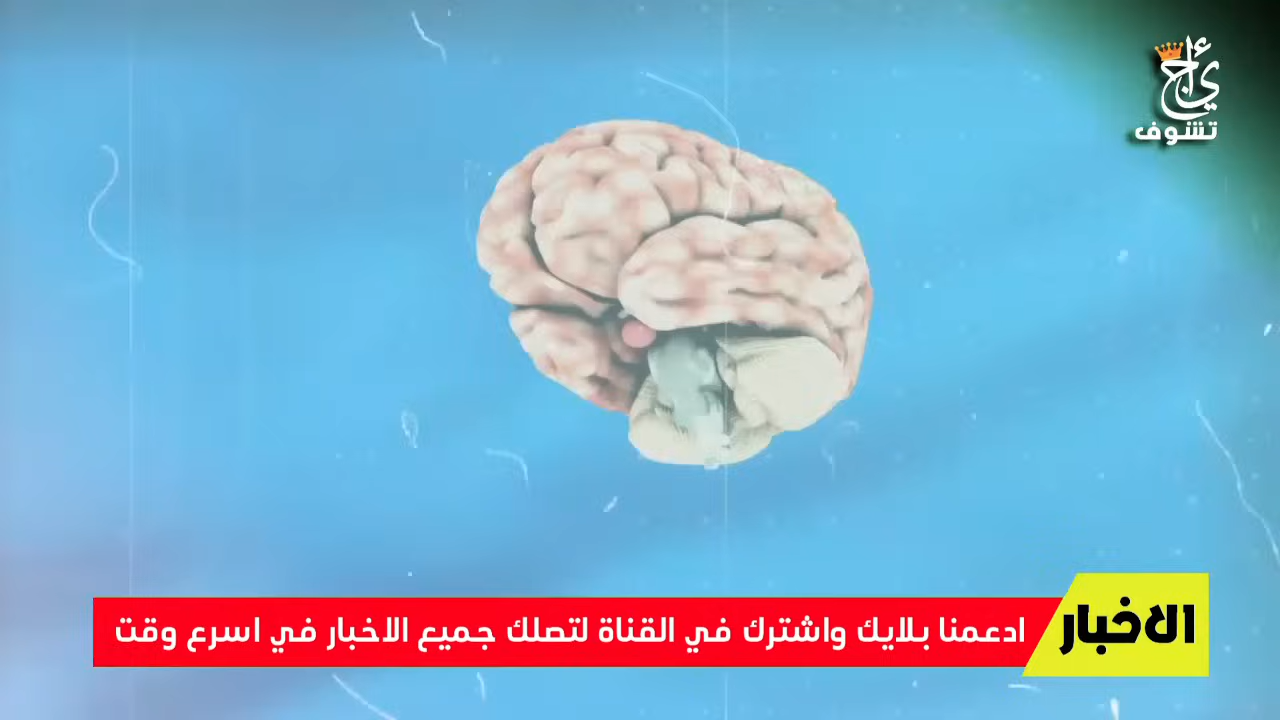 تشوف
ادعمنا بلايك واشترك في القناة لتصلك جميع الاخبار في اسرع وقت
الاخبار